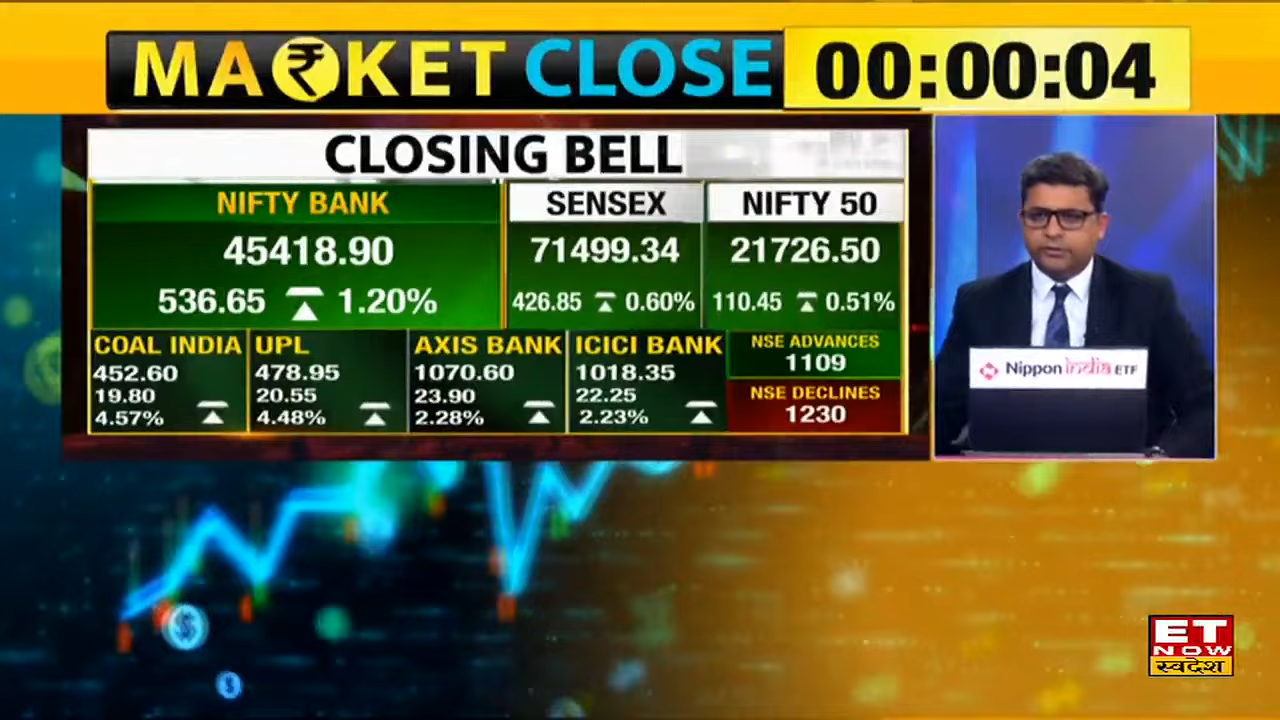 MA₹KET CLOSE 00:00:04
CLOSING BELL
NIFTY BANK
45418.90
536.65 1.20%
SENSEX
71499.34
426.85 0.60%
NIFTY 50
21726.50
110.45 0.51%
COAL INDIA
452.60
19.80
4.57%
UPL
478.95
20.55
4.48%
AXIS BANK
1070.60
23.90
2.28%
ICICI BANK
1018.35
22.25
2.23%
NSE ADVANCES
1109
NSE DECLINES
1230
Nippon india ETF
ET
NOW
स्वदेश